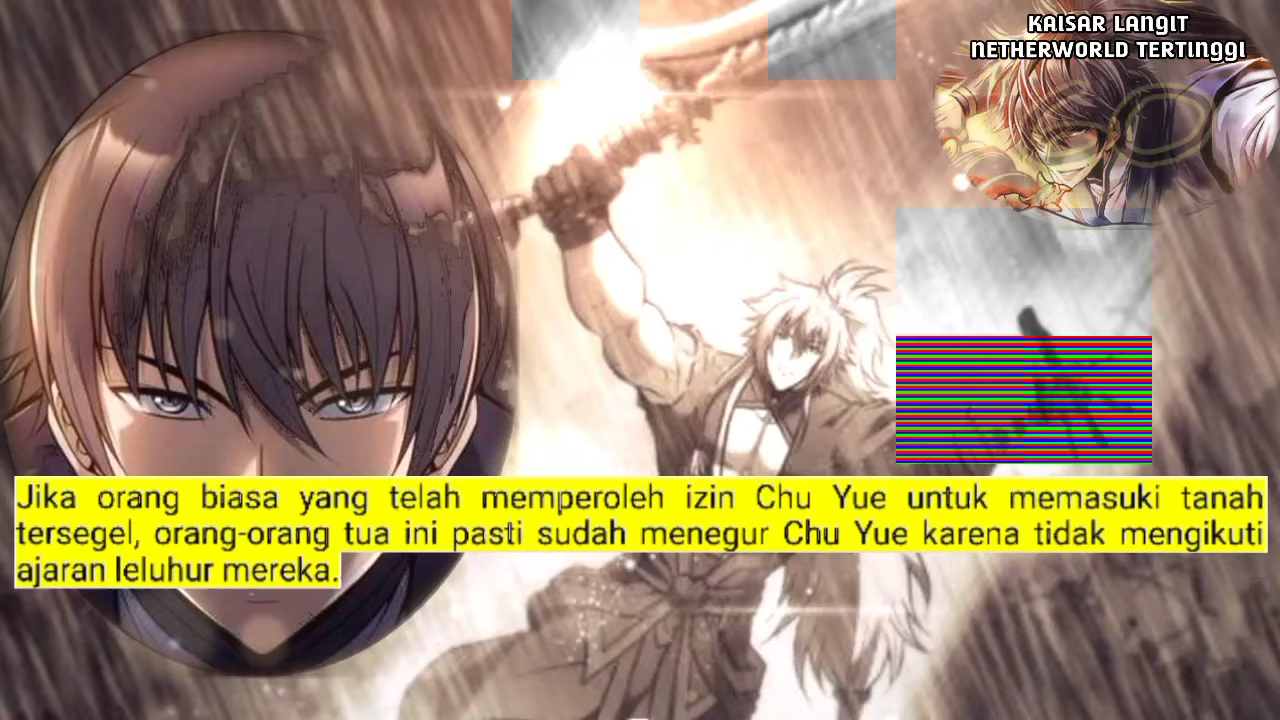 KAISAR LANGIT
NETHERWORLD TERTINGGI
Jika orang biasa yang telah memperoleh izin Chu Yue untuk memasuki tanah
tersegel, orang-orang tua ini pasti sudah menegur Chu Yue karena tidak mengikuti
ajaran leluhur mereka.